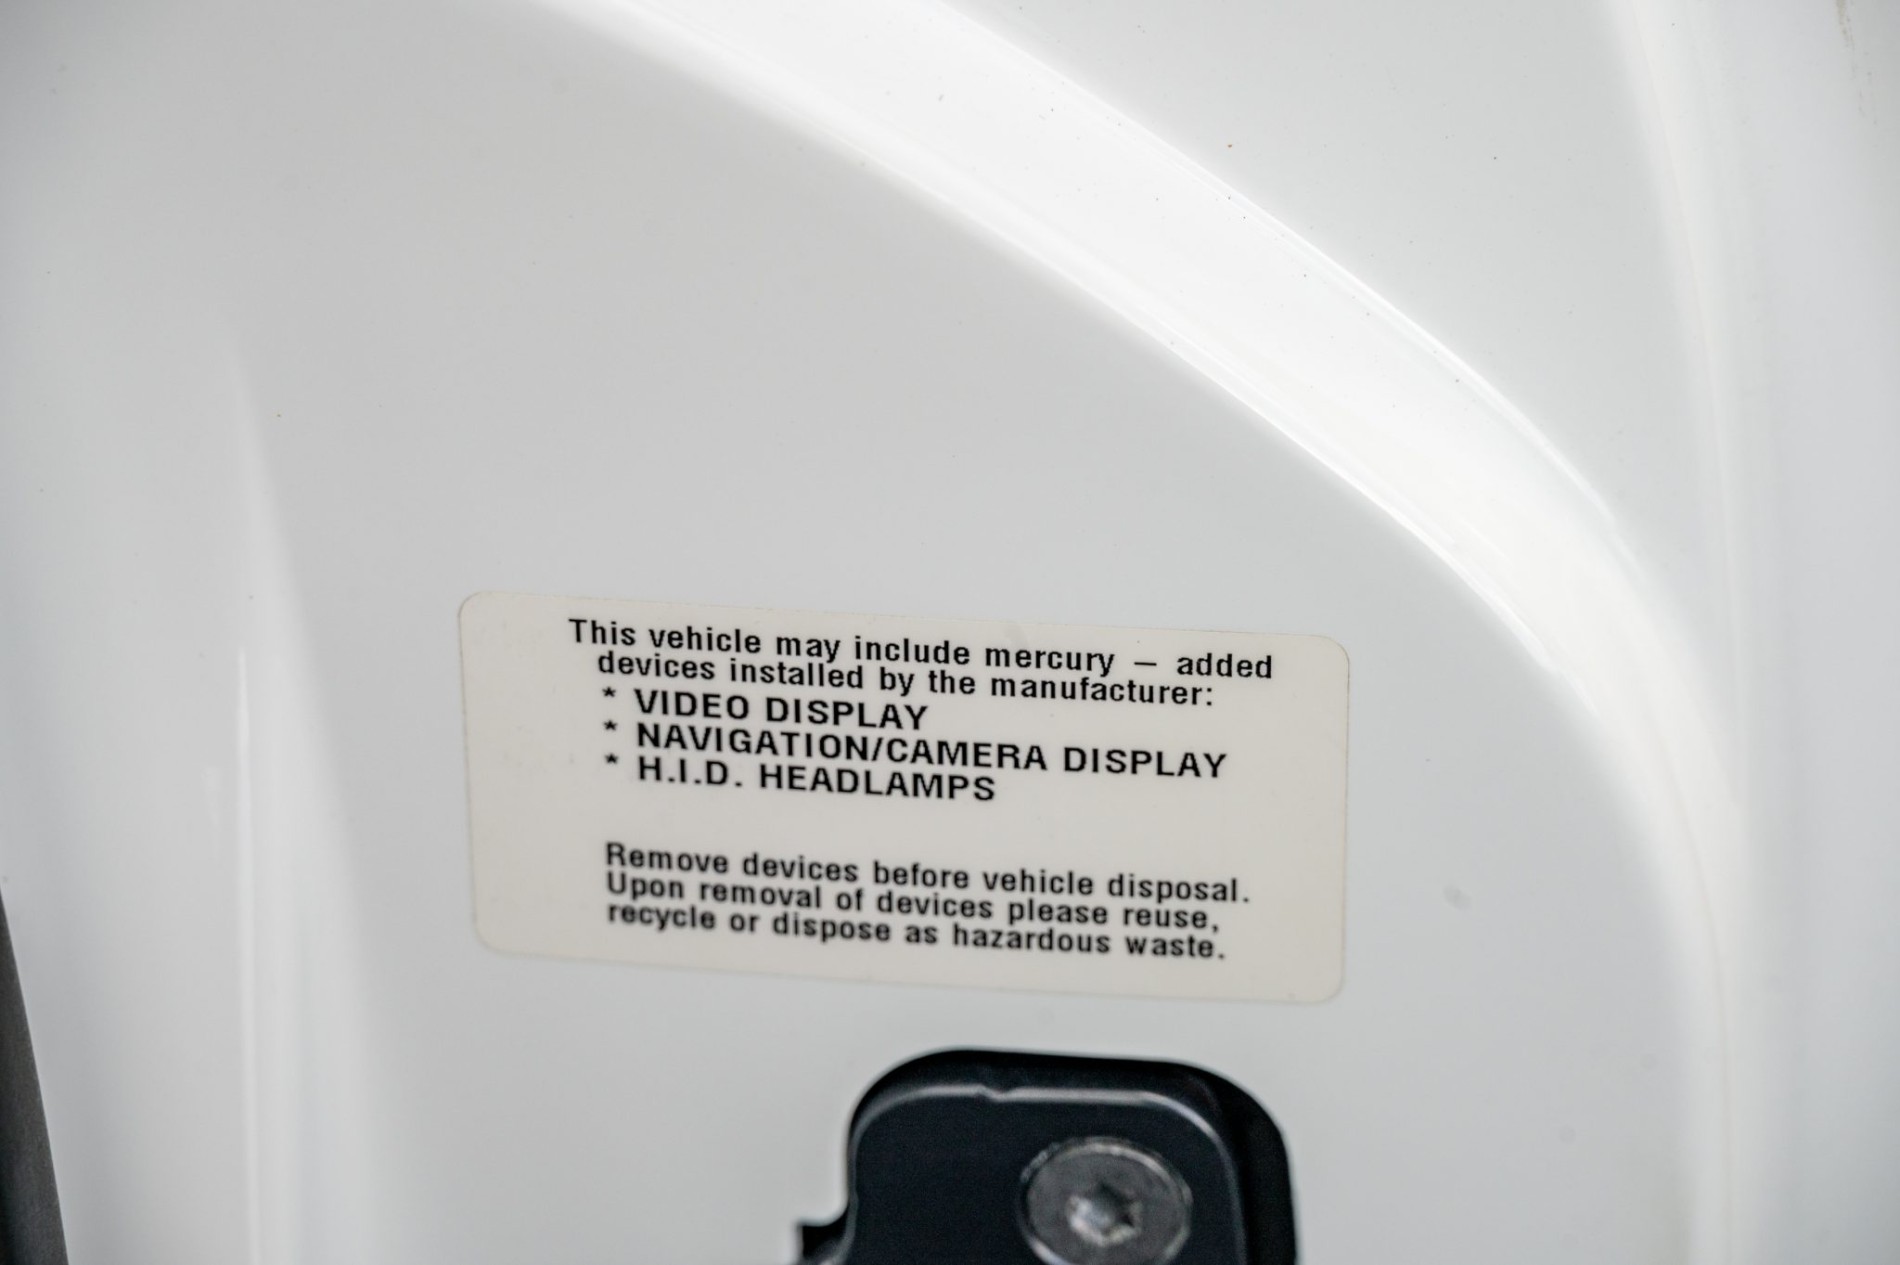 This vehicle may include mercury — added
devices installed by the manufacturer:
* VIDEO DISPLAY
* NAVIGATION/CAMERA DISPLAY
* H.I.D. HEADLAMPS
Remove devices before vehicle disposal.
Upon removal of devices please reuse,
recycle or dispose as hazardous waste.